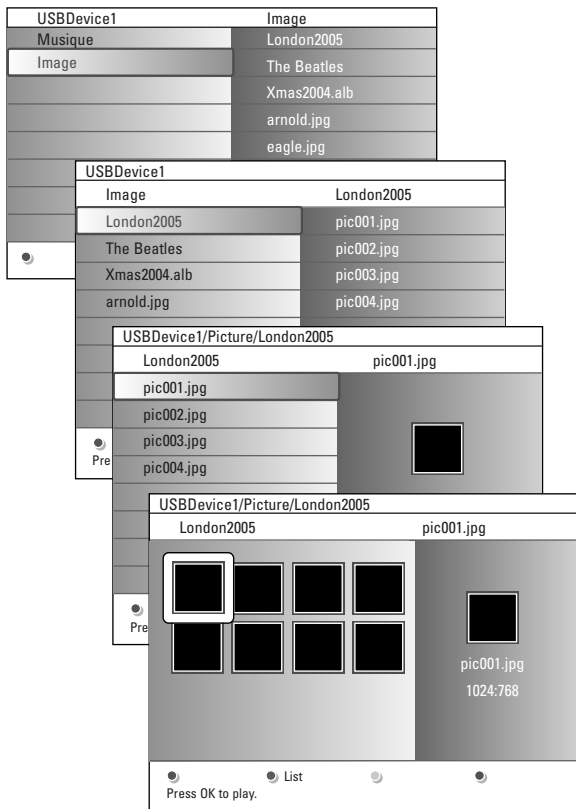 USBDevice1 Image
Musique London2005
Image The Beatles
Xmas2004.alb
arnold.jpg
eagle.jpg
USBDevice1
Image London2005
London2005 pic001.jpg
The Beatles pic002.jpg
Xmas2004.alb pic003.jpg
arnold.jpg pic004.jpg
Pre
USBDevice1/Picture/London2005
London2005 pic001.jpg
pic001.jpg
pic002.jpg
pic003.jpg
pic004.jpg
Pre
USBDevice1/Picture/London2005
London2005 pic001.jpg
pic001.jpg
1024:768
List
Press OK to play.